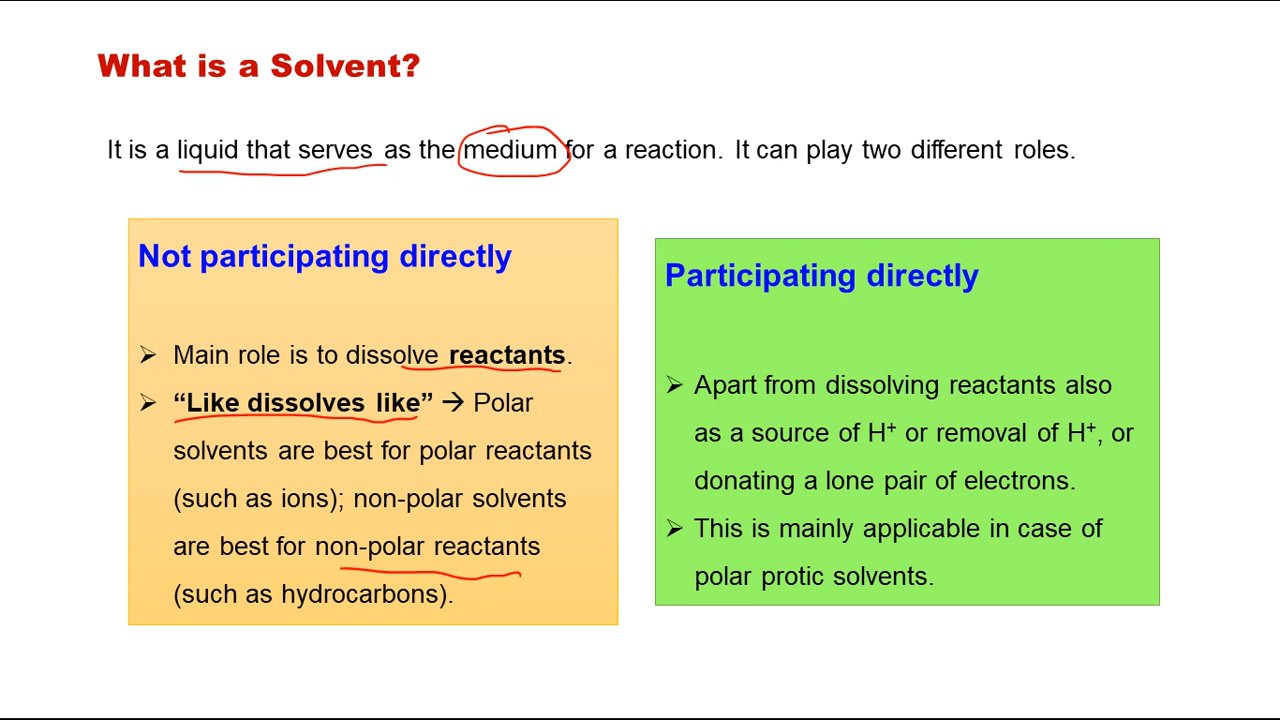 What is a Solvent?
It is a liquid that serves as the medium for a reaction. It can play two different roles.
Not participating directly
➢ Main role is to dissolve reactants.
➢ “Like dissolves like” → Polar
solvents are best for polar reactants
(such as ions); non-polar solvents
are best for non-polar reactants
(such as hydrocarbons).
Participating directly
➢ Apart from dissolving reactants also
as a source of H⁺ or removal of H⁺, or
donating a lone pair of electrons.
➢ This is mainly applicable in case of
polar protic solvents.